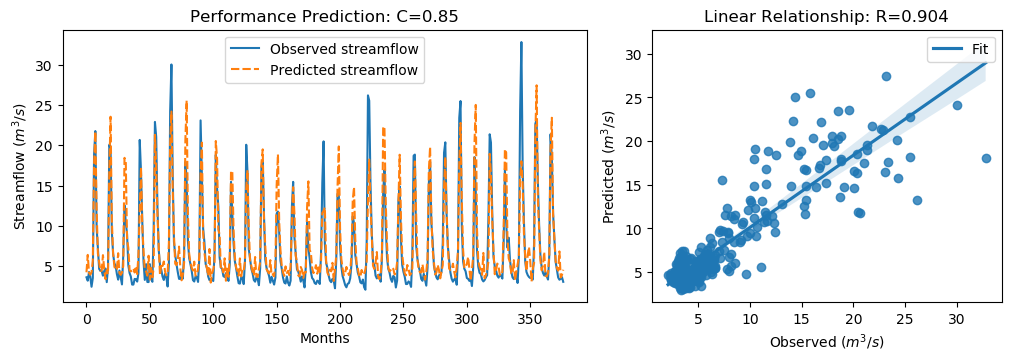 Performance Prediction: C=0.85
Streamflow (m³/s)
30
25
20
15
10
5
Observed streamflow
Predicted streamflow
0 50 100 150 200 250 300 350
Months
Linear Relationship: R=0.904
Predicted (m³/s)
30
25
20
15
10
5
Fit
5 10 15 20 25 30
Observed (m³/s)